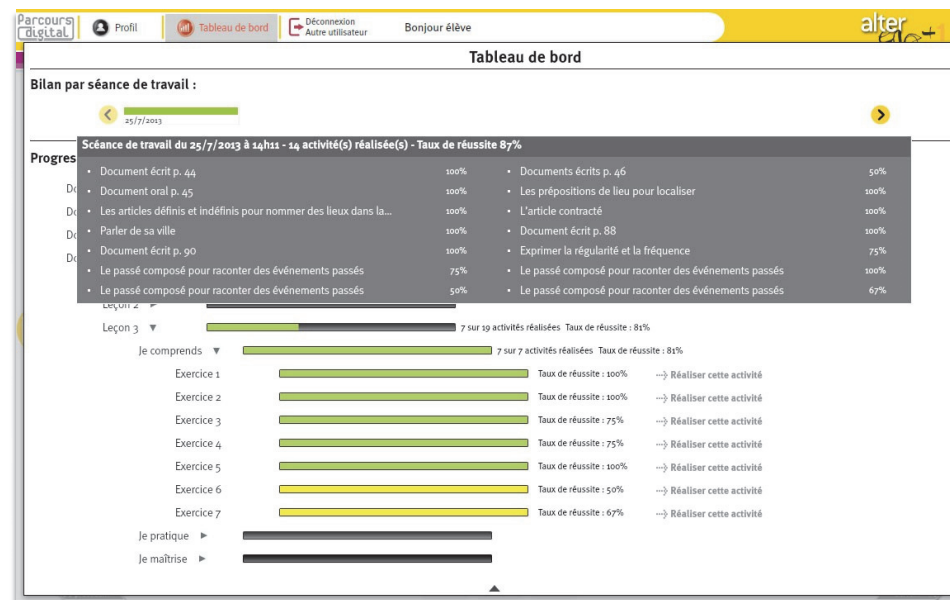 Parcours digital
Profil
Tableau de bord
Déconnexion
Autre utilisateur
Bonjour élève
alter
Tableau de bord
Bilan par séance de travail :
25/7/2013
Scéance de travail du 25/7/2013 à 14h11 - 14 activité(s) réalisée(s) - Taux de réussite 87%
Progres
• Document écrit p. 44 100% • Documents écrits p. 46 50%
• Document oral p. 45 100% • Les prépositions de lieu pour localiser 100%
• Les articles définis et indéfinis pour nommer des lieux dans la... 100% • L'article contracté 100%
• Parler de sa ville 100% • Document écrit p. 88 100%
• Document écrit p. 90 100% • Exprimer la régularité et la fréquence 75%
• Le passé composé pour raconter des événements passés 75% • Le passé composé pour raconter des événements passés 100%
• Le passé composé pour raconter des événements passés 50% • Le passé composé pour raconter des événements passés 67%
Leçon 2
Leçon 3 7 sur 19 activités réalisées Taux de réussite : 81%
Je comprends 7 sur 7 activités réalisées Taux de réussite : 81%
Exercice 1 Taux de réussite : 100% Réaliser cette activité
Exercice 2 Taux de réussite : 100% Réaliser cette activité
Exercice 3 Taux de réussite : 75% Réaliser cette activité
Exercice 4 Taux de réussite : 75% Réaliser cette activité
Exercice 5 Taux de réussite : 100% Réaliser cette activité
Exercice 6 Taux de réussite : 50% Réaliser cette activité
Exercice 7 Taux de réussite : 67% Réaliser cette activité
Je pratique
Je maîtrise